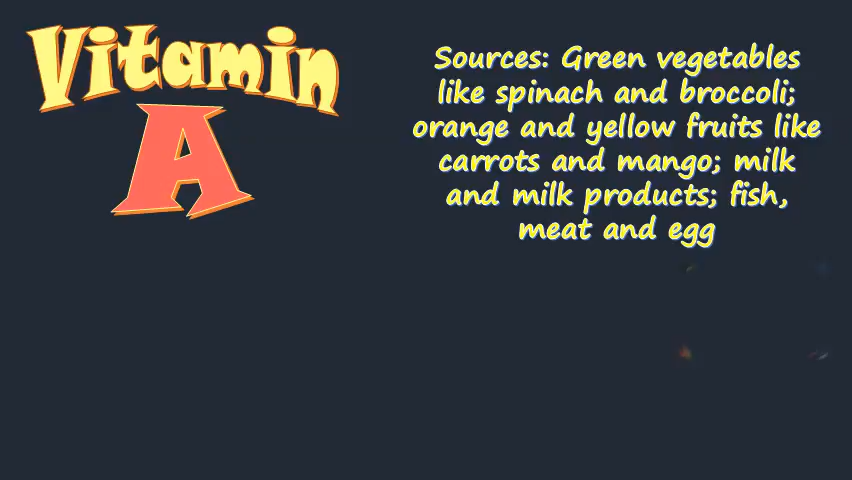 Vitamin
A
Sources: Green vegetables
like spinach and broccoli;
orange and yellow fruits like
carrots and mango; milk
and milk products; fish,
meat and egg